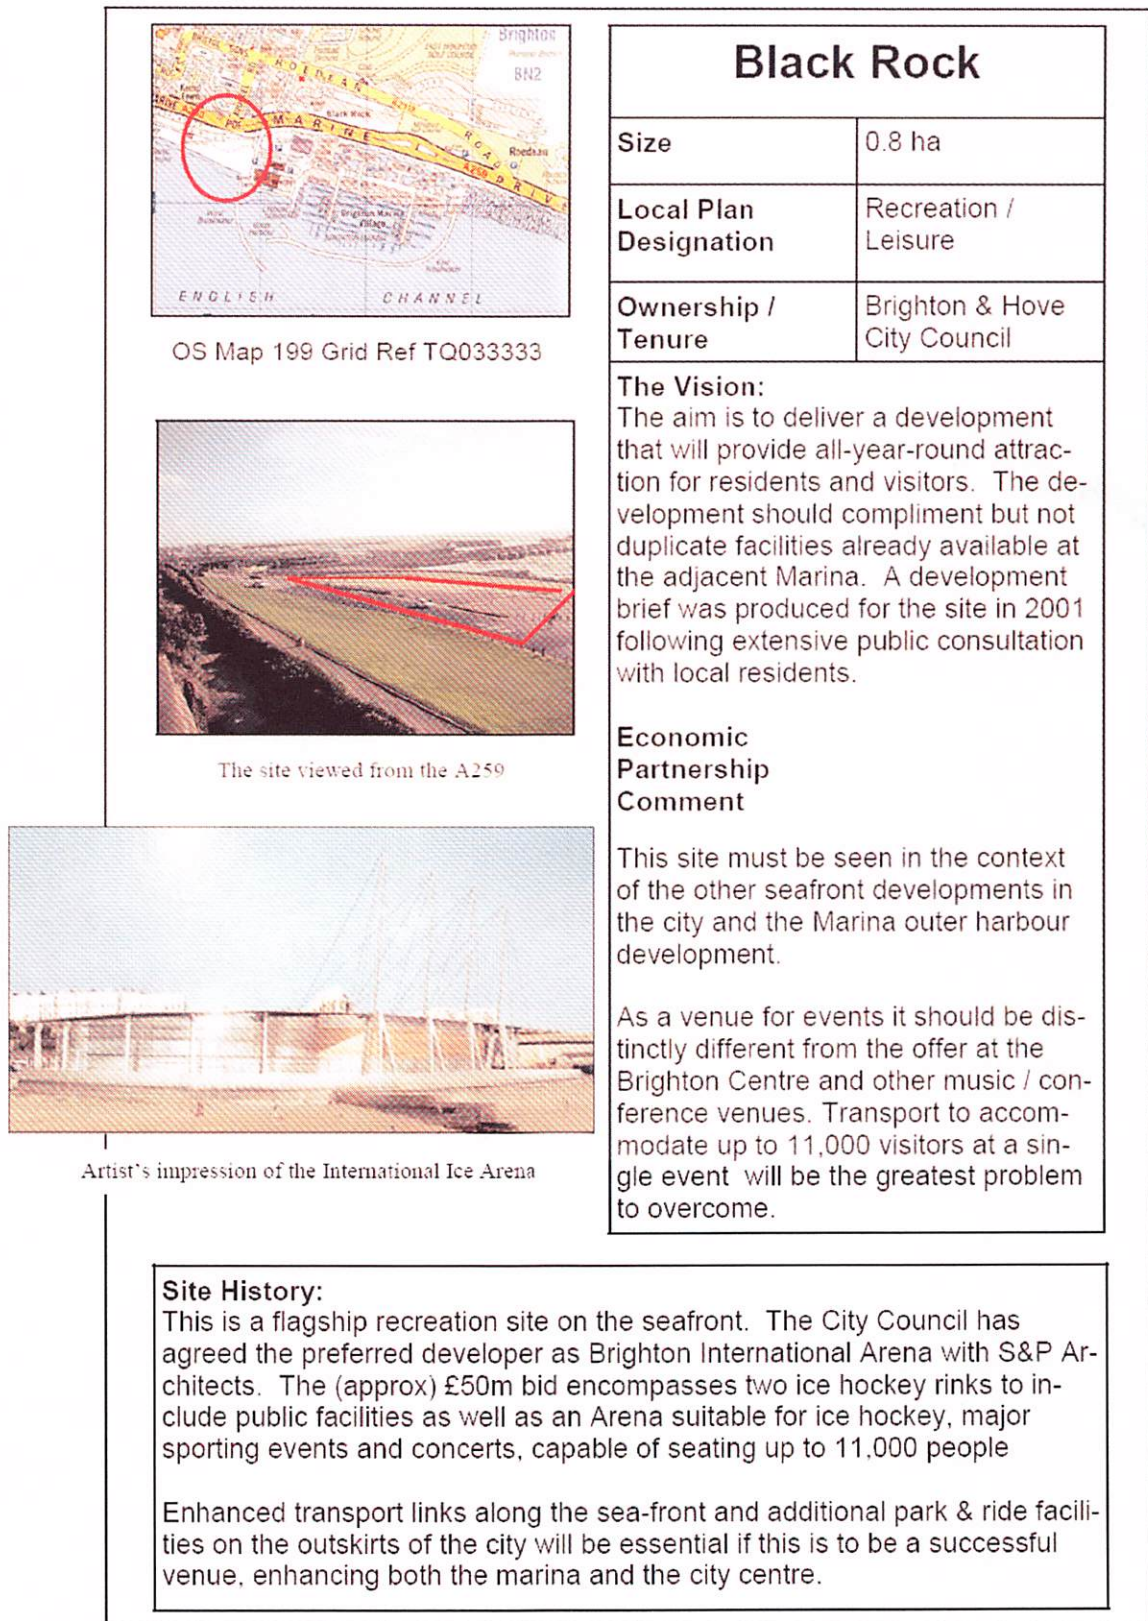 Brighton
BN2
ROEDEAN
ROAD
Black Rock
MARINE
DRIVE
A259
Roedean
Brighton Marina
Village
ENGLISH CHANNEL
OS Map 199 Grid Ref TQ033333
The site viewed from the A259
Artist's impression of the International Ice Arena
Black Rock
Size 0.8 ha
Local Plan Recreation /
Designation Leisure
Ownership / Brighton & Hove
Tenure City Council
The Vision:
The aim is to deliver a development
that will provide all-year-round attrac-
tion for residents and visitors. The de-
velopment should compliment but not
duplicate facilities already available at
the adjacent Marina. A development
brief was produced for the site in 2001
following extensive public consultation
with local residents.
Economic
Partnership
Comment
This site must be seen in the context
of the other seafront developments in
the city and the Marina outer harbour
development.
As a venue for events it should be dis-
tinctly different from the offer at the
Brighton Centre and other music / con-
ference venues. Transport to accom-
modate up to 11,000 visitors at a sin-
gle event will be the greatest problem
to overcome.
Site History:
This is a flagship recreation site on the seafront. The City Council has
agreed the preferred developer as Brighton International Arena with S&P Ar-
chitects. The (approx) £50m bid encompasses two ice hockey rinks to in-
clude public facilities as well as an Arena suitable for ice hockey, major
sporting events and concerts, capable of seating up to 11,000 people
Enhanced transport links along the sea-front and additional park & ride facili-
ties on the outskirts of the city will be essential if this is to be a successful
venue, enhancing both the marina and the city centre.